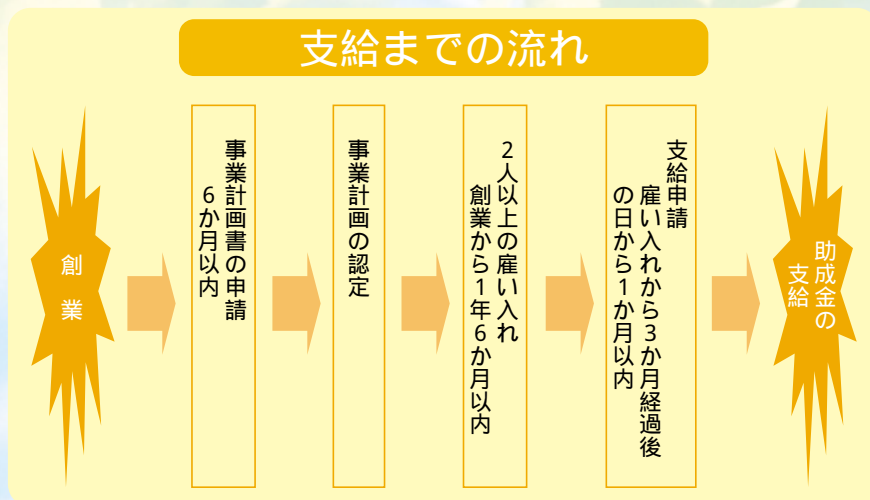 支給までの流れ
創業
事業計画書の申請
6か月以内
事業計画の認定
2人以上の雇い入れ
創業から1年6か月以内
支給申請
雇い入れから3か月経過後
の日から1か月以内
助成金の
支給